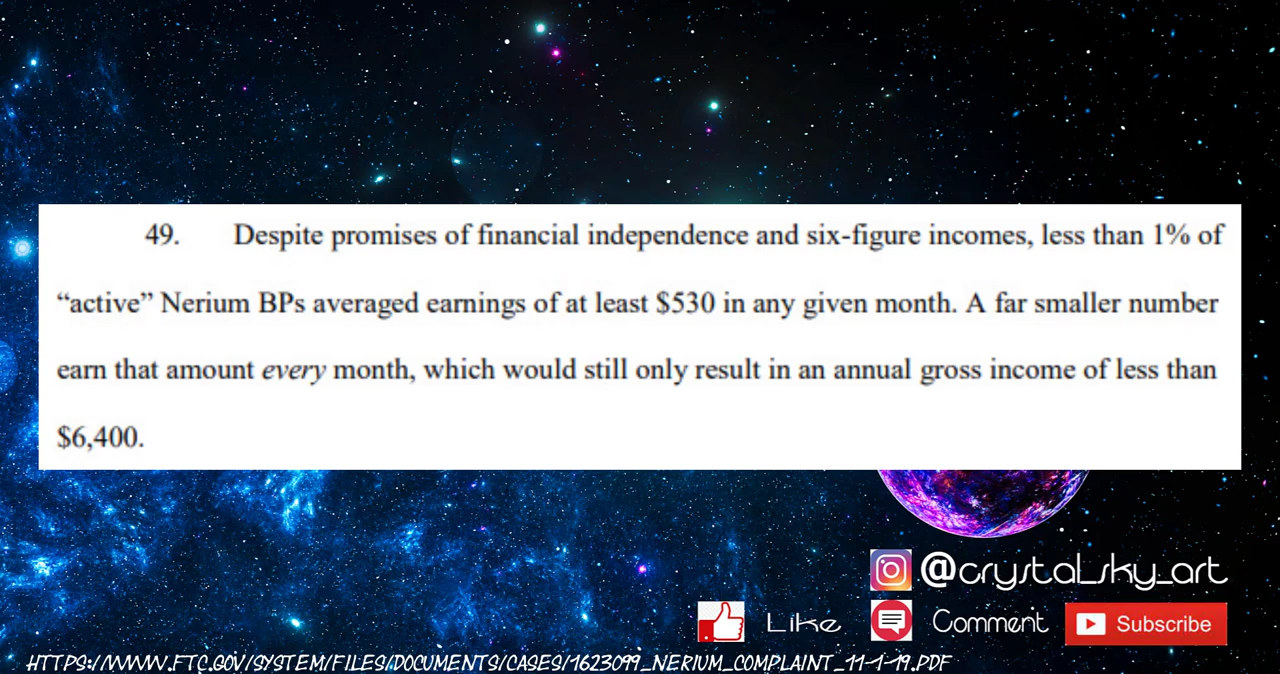 49. Despite promises of financial independence and six-figure incomes, less than 1% of
“active” Nerium BPs averaged earnings of at least $530 in any given month. A far smaller number
earn that amount every month, which would still only result in an annual gross income of less than
$6,400.
@crystal_sky_art
Like Comment Subscribe
HTTPS://WWW.FTC.GOV/SYSTEM/FILES/DOCUMENTS/CASES/1623099_NERIUM_COMPLAINT_11-1-19.PDF